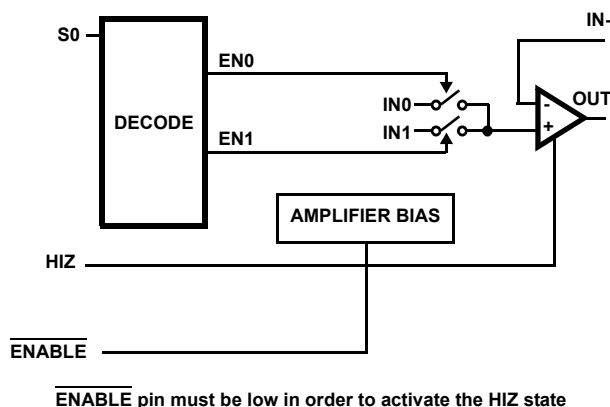 S0
DECODE
EN0
EN1
IN0
IN1
IN-
-
+
OUT
AMPLIFIER BIAS
HIZ
ENABLE
ENABLE pin must be low in order to activate the HIZ state